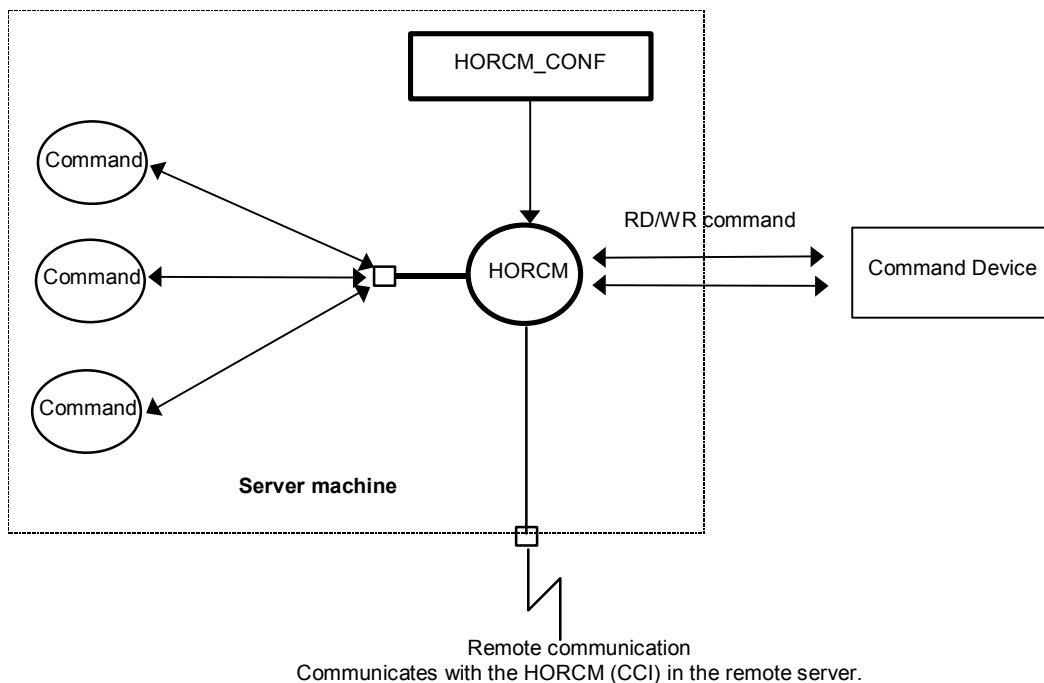 HORCM_CONF
Command
RD/WR command
Command
HORCM
Command Device
Command
Server machine
Remote communication
Communicates with the HORCM (CCI) in the remote server.